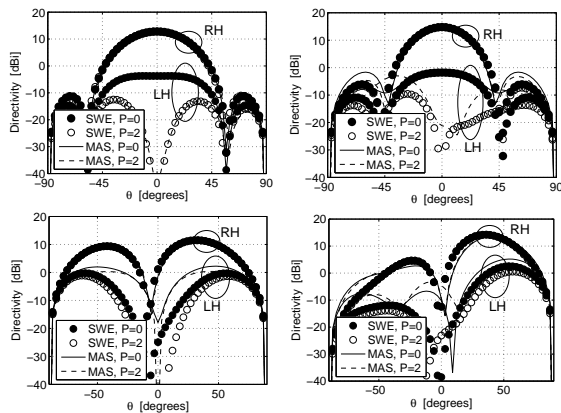 20
10
0
−10
−20
−30
−40
Directivity [dBi]
RH
LH
SWE, P=0
SWE, P=2
MAS, P=0
MAS, P=2
−90 −45 0 45 90
θ [degrees]
20
10
0
−10
−20
−30
−40
Directivity [dBi]
RH
LH
SWE, P=0
SWE, P=2
MAS, P=0
MAS, P=2
−90 −45 0 45 90
θ [degrees]
20
10
0
−10
−20
−30
−40
Directivity [dBi]
RH
LH
SWE, P=0
SWE, P=2
MAS, P=0
MAS, P=2
−50 0 50
θ [degrees]
20
10
0
−10
−20
−30
−40
Directivity [dBi]
RH
LH
SWE, P=0
SWE, P=2
MAS, P=0
MAS, P=2
−50 0 50
θ [degrees]